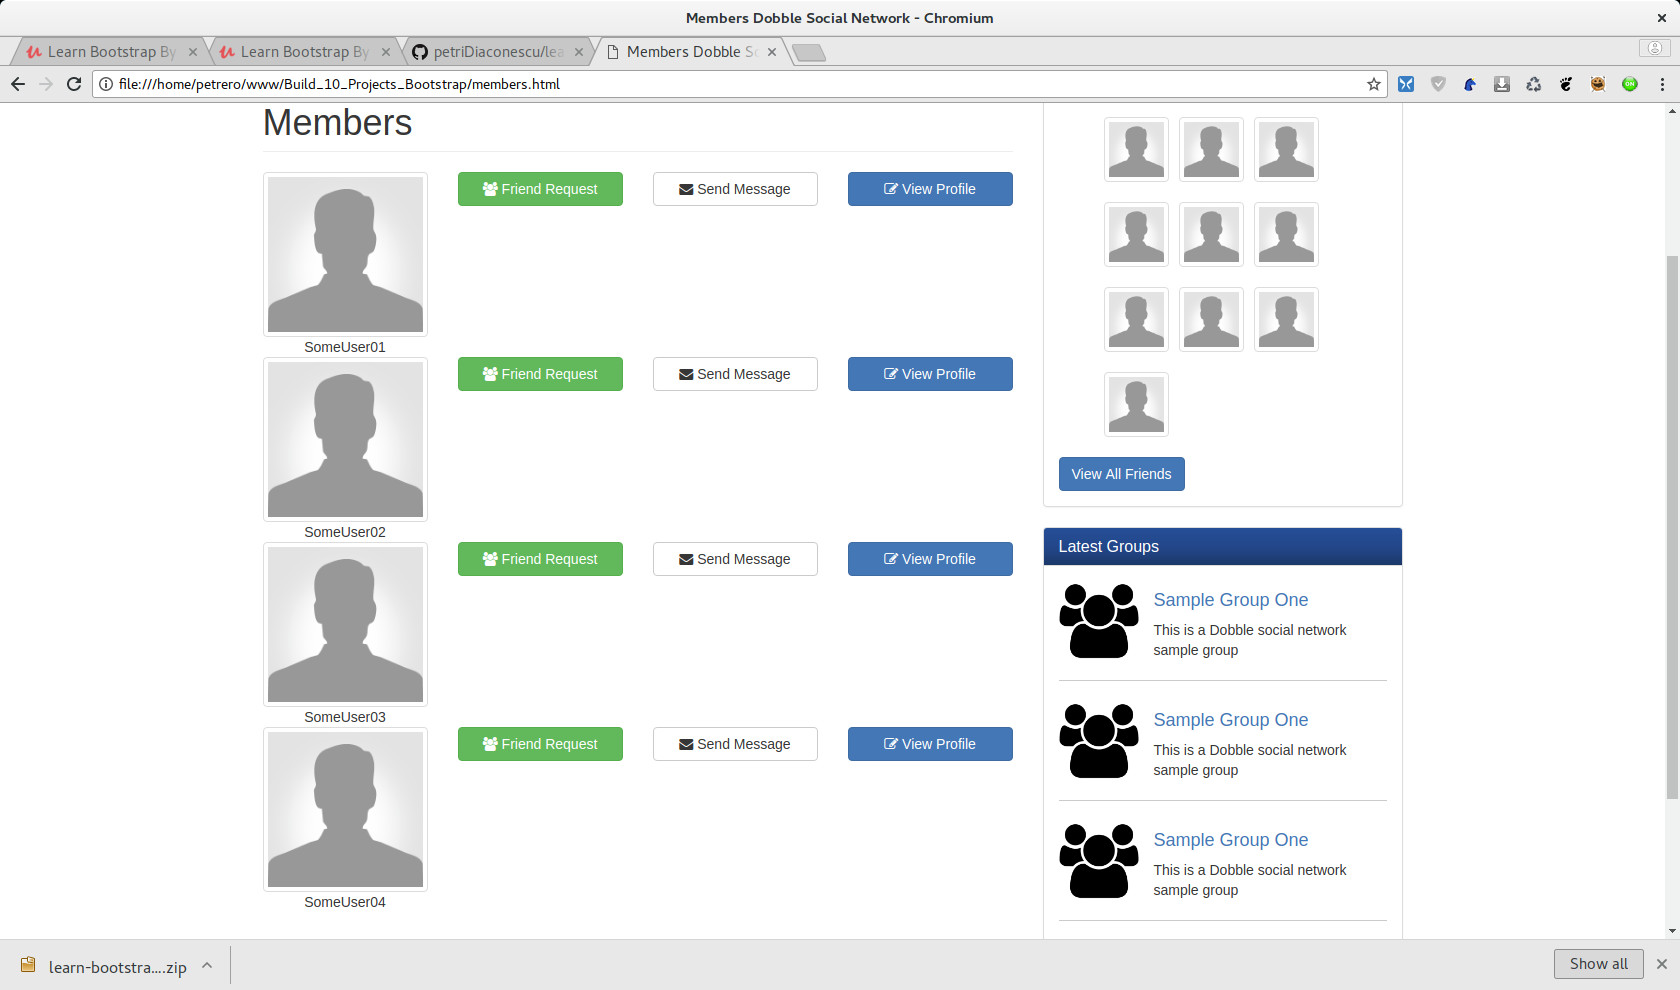 Members Dobble Social Network - Chromium
Learn Bootstrap By
Learn Bootstrap By
petriDiaconescu/lea
Members Dobble So
file:///home/petrero/www/Build_10_Projects_Bootstrap/members.html
ON
Members
Friend Request
Send Message
View Profile
SomeUser01
Friend Request
Send Message
View Profile
SomeUser02
Friend Request
Send Message
View Profile
SomeUser03
Friend Request
Send Message
View Profile
SomeUser04
View All Friends
Latest Groups
Sample Group One
This is a Dobble social network
sample group
Sample Group One
This is a Dobble social network
sample group
Sample Group One
This is a Dobble social network
sample group
learn-bootstra....zip
Show all